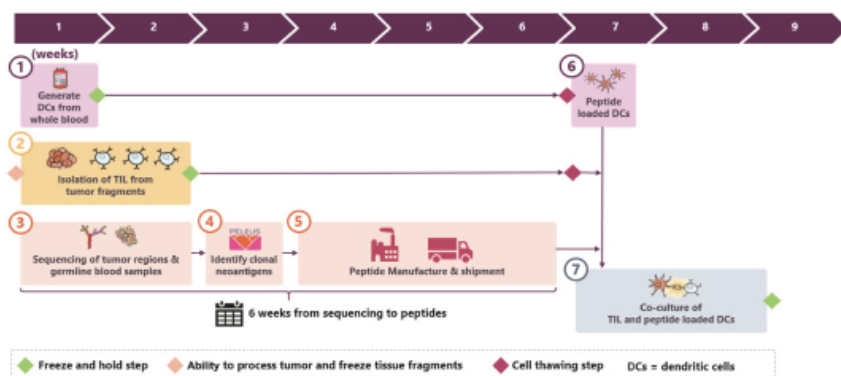 1 2 3 4 5 6 7 8 9
(weeks)
1
Generate
DCs from
whole blood
6
Peptide
loaded DCs
2
Isolation of TIL from
tumor fragments
3
Sequencing of tumor regions &
germline blood samples
4
PELEUS
Identify clonal
neoantigens
5
Peptide Manufacture & shipment
7
Co-culture of
TIL and peptide loaded DCs
6 weeks from sequencing to peptides
Freeze and hold step Ability to process tumor and freeze tissue fragments Cell thawing step DCs = dendritic cells